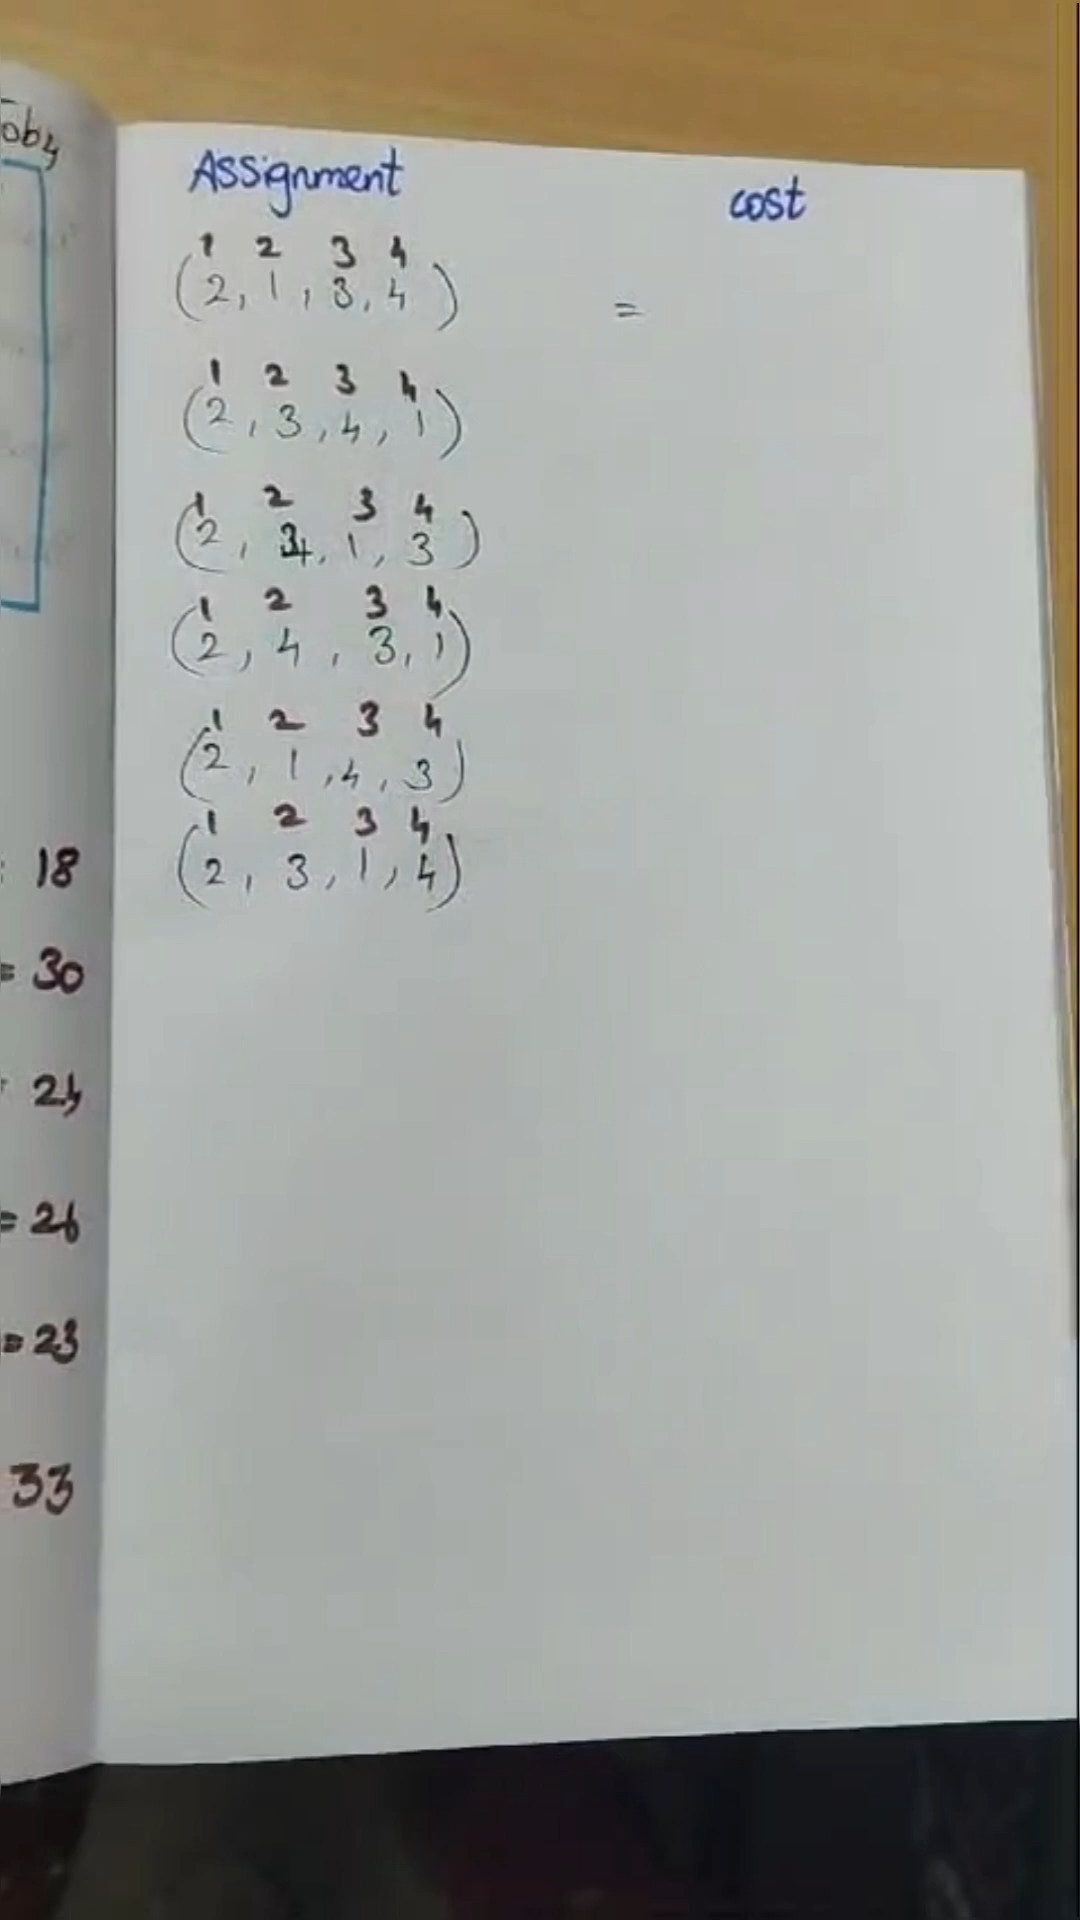 Job4
Assignment cost
1 2 3 4
(2, 1, 3, 4) =
1 2 3 4
(2, 3, 4, 1)
1 2 3 4
(2, 4, 1, 3)
1 2 3 4
(2, 4, 3, 1)
1 2 3 4
(2, 1, 4, 3)
1 2 3 4
(2, 3, 1, 4)
= 18
= 30
= 24
= 26
= 23
33